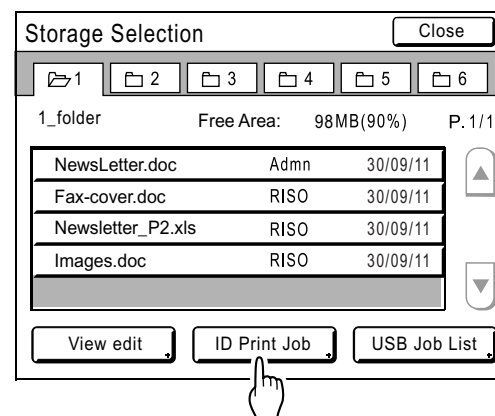 Storage Selection Close
1 2 3 4 5 6
1_folder Free Area: 98MB(90%) P.1/1
NewsLetter.doc Admn 30/09/11
Fax-cover.doc RISO 30/09/11
Newsletter_P2.xls RISO 30/09/11
Images.doc RISO 30/09/11
View edit ID Print Job USB Job List